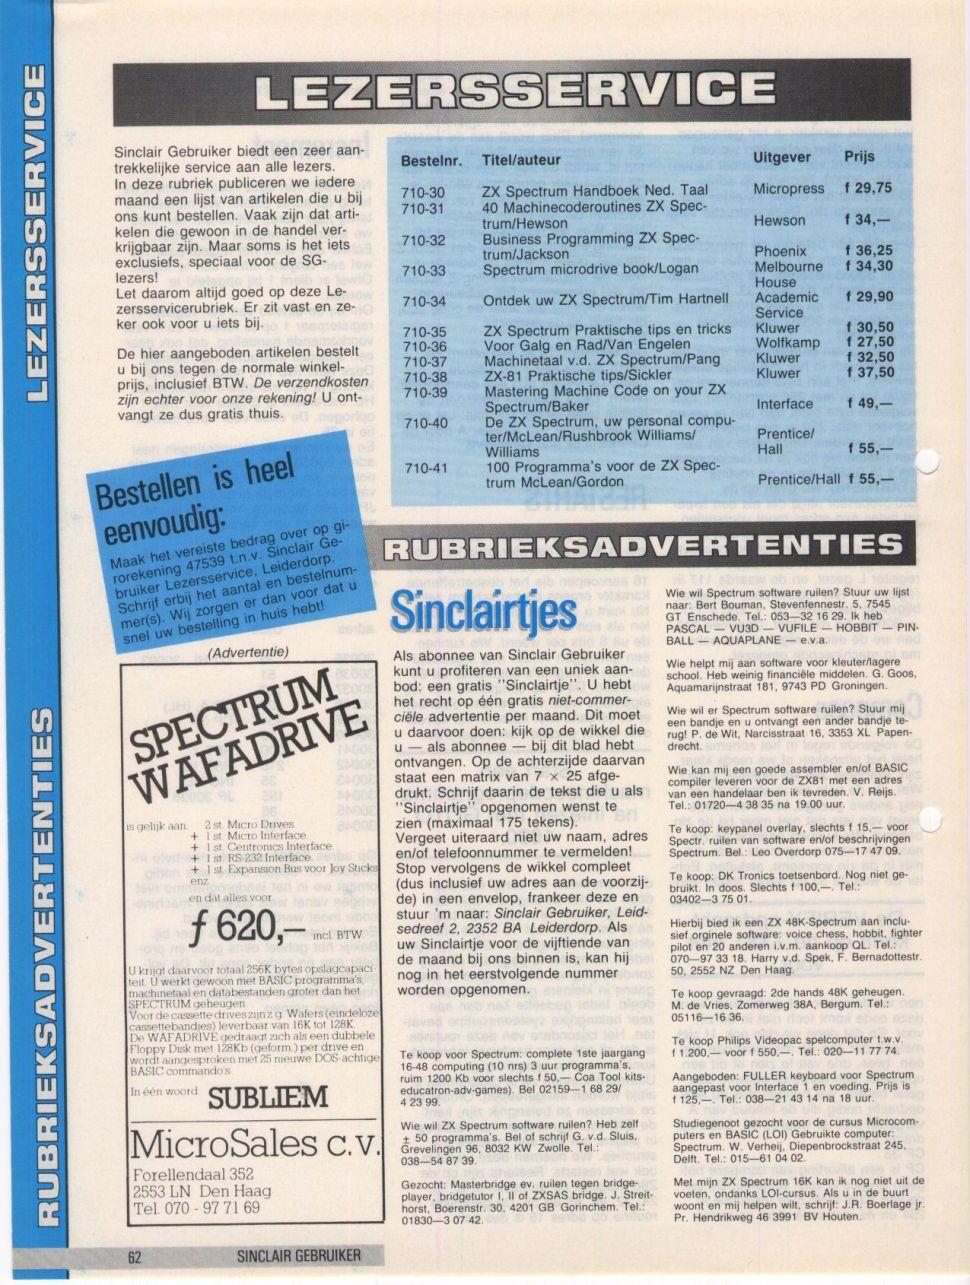 LEZERSSERVICE
LEZERSSERVICE
Sinclair Gebruiker biedt een zeer aan-
trekkelijke service aan alle lezers.
In deze rubriek publiceren we iedere
maand een lijst van artikelen die u bij
ons kunt bestellen. Vaak zijn dat arti-
kelen die gewoon in de handel ver-
krijgbaar zijn. Maar soms is het iets
exclusiefs, speciaal voor de SG-
lezers!
Let daarom altijd goed op deze Le-
zersservicerubriek. Er zit vast en ze-
ker ook voor u iets bij.
De hier aangeboden artikelen bestelt
u bij ons tegen de normale winkel-
prijs, inclusief BTW. De verzendkosten
zijn echter voor onze rekening! U ont-
vangt ze dus gratis thuis.
Bestelnr. Titel/auteur Uitgever Prijs
710-30 ZX Spectrum Handboek Ned. Taal Micropress f 29,75
710-31 40 Machinecoderoutines ZX Spec-
trum/Hewson Hewson f 34,—
710-32 Business Programming ZX Spec-
trum/Jackson Phoenix f 36,25
710-33 Spectrum microdrive book/Logan Melbourne f 34,30
House
710-34 Ontdek uw ZX Spectrum/Tim Hartnell Academic f 29,90
Service
710-35 ZX Spectrum Praktische tips en tricks Kluwer f 30,50
710-36 Voor Galg en Rad/Van Engelen Wolfkamp f 27,50
710-37 Machinetaal v.d. ZX Spectrum/Pang Kluwer f 32,50
710-38 ZX-81 Praktische tips/Sickler Kluwer f 37,50
710-39 Mastering Machine Code on your ZX
Spectrum/Baker Interface f 49,—
710-40 De ZX Spectrum, uw personal compu-
ter/McLean/Rushbrook Williams/ Prentice/
Williams Hall f 55,—
710-41 100 Programma's voor de ZX Spec-
trum McLean/Gordon Prentice/Hall f 55,—
Bestellen is heel
eenvoudig:
Maak het vereiste bedrag over op gi-
rorekening 47539 t.n.v. Sinclair Ge-
bruiker Lezersservice, Leiderdorp.
Schrijf erbij het aantal en bestelnum-
mer(s). Wij zorgen er dan voor dat u
snel uw bestelling in huis hebt!
RUBRIEKSADVERTENTIES
RUBRIEKSADVERTENTIES
(Advertentie)
SPECTRUM
WAFADRIVE
is gelijk aan: 2 st. Micro Drives.
+ 1 st. Micro Interface.
+ 1 st. Centronics Interface.
+ 1 st. RS-232 Interface.
+ 1 st. Expansion Bus voor Joy Sticks
enz.
en dat alles voor
f 620,— incl. BTW
U krijgt daarvoor totaal 256K bytes opslagcapaci-
teit. U werkt gewoon met BASIC programma's,
machinetaal en databestanden groter dan het
SPECTRUM geheugen.
Voor de cassette drives zijn z.g. Wafers (eindeloze
cassettebandjes) leverbaar van 16K tot 128K.
De WAFADRIVE gedraagt zich als een dubbele
Floppy Disk met 128Kb (geform.) per drive en
wordt aangesproken met 25 nieuwe DOS-achtige
BASIC commando's.
In één woord SUBLIEM
MicroSales c.v.
Forellendaal 352
2553 LN Den Haag
Tel. 070 - 97 71 69
Sinclairtjes
Als abonnee van Sinclair Gebruiker
kunt u profiteren van een uniek aan-
bod: een gratis "Sinclairtje". U hebt
het recht op één gratis niet-commer-
ciële advertentie per maand. Dit moet
u daarvoor doen: kijk op de wikkel die
u — als abonnee — bij dit blad hebt
ontvangen. Op de achterzijde daarvan
staat een matrix van 7 × 25 afge-
drukt. Schrijf daarin de tekst die u als
"Sinclairtje" opgenomen wenst te
zien (maximaal 175 tekens).
Vergeet uiteraard niet uw naam, adres
en/of telefoonnummer te vermelden!
Stop vervolgens de wikkel compleet
(dus inclusief uw adres aan de voorzij-
de) in een envelop, frankeer deze en
stuur 'm naar: Sinclair Gebruiker, Leid-
sedreef 2, 2352 BA Leiderdorp. Als
uw Sinclairtje voor de vijftiende van
de maand bij ons binnen is, kan hij
nog in het eerstvolgende nummer
worden opgenomen.
Te koop voor Spectrum: complete 1ste jaargang
16-48 computing (10 nrs) 3 uur programma's,
ruim 1200 Kb voor slechts f 50,— Coa Tool kits-
educatron-adv-games). Bel 02159—1 68 29/
4 23 99.
Wie wil ZX Spectrum software ruilen? Heb zelf
± 50 programma's. Bel of schrijf G. v.d. Sluis,
Grevelingen 96, 8032 KW Zwolle. Tel.:
038—54 87 39.
Gezocht: Masterbridge ev. ruilen tegen bridge-
player, bridgetutor I, II of ZXSAS bridge. J. Streit-
horst, Boerenstr. 30, 4201 GB Gorinchem. Tel.:
01830—3 07 42.
Wie wil Spectrum software ruilen? Stuur uw lijst
naar: Bert Bouman, Stevenfennestr. 5, 7545
GT Enschede. Tel.: 053—32 16 29. Ik heb
PASCAL — VU3D — VUFILE — HOBBIT — PIN-
BALL — AQUAPLANE — e.v.a.
Wie helpt mij aan software voor kleuter/lagere
school. Heb weinig financiële middelen. G. Goos,
Aquamarijnstraat 181, 9743 PD Groningen.
Wie wil er Spectrum software ruilen? Stuur mij
een bandje en u ontvangt een ander bandje te-
rug! P. de Wit, Narcisstraat 16, 3353 XL Papen-
drecht.
Wie kan mij een goede assembler en/of BASIC
compiler leveren voor de ZX81 met een adres
van een handelaar ben ik tevreden. V. Reijs.
Tel.: 01720—4 38 35 na 19.00 uur.
Te koop: keypanel overlay, slechts f 15,— voor
Spectr. ruilen van software en/of beschrijvingen
Spectrum. Bel.: Leo Overdorp 075—17 47 09.
Te koop: DK Tronics toetsenbord. Nog niet ge-
bruikt. In doos. Slechts f 100,—. Tel.:
03402—3 75 01.
Hierbij bied ik een ZX 48K-Spectrum aan inclu-
sief orginele software: voice chess, hobbit, fighter
pilot en 20 anderen i.v.m. aankoop QL. Tel.:
070—97 33 18. Harry v.d. Spek, F. Bernadottestr.
50, 2552 NZ Den Haag.
Te koop gevraagd: 2de hands 48K geheugen.
M. de Vries, Zomerweg 38A, Bergum. Tel.:
05116—16 36.
Te koop Philips Videopac spelcomputer t.w.v.
f 1.200,— voor f 550,—. Tel.: 020—11 77 74.
Aangeboden: FULLER keyboard voor Spectrum
aangepast voor Interface 1 en voeding. Prijs is
f 125,—. Tel.: 038—21 43 14 na 18 uur.
Studiegenoot gezocht voor de cursus Microcom-
puters en BASIC (LOI) Gebruikte computer:
Spectrum. W. Verheij, Diepenbrockstraat 245,
Delft. Tel.: 015—61 04 02.
Met mijn ZX Spectrum 16K kan ik nog niet uit de
voeten, ondanks LOI-cursus. Als u in de buurt
woont en mij helpen wilt, schrijf: J.R. Boerlage jr.
Pr. Hendrikweg 46 3991 BV Houten.
62 SINCLAIR GEBRUIKER